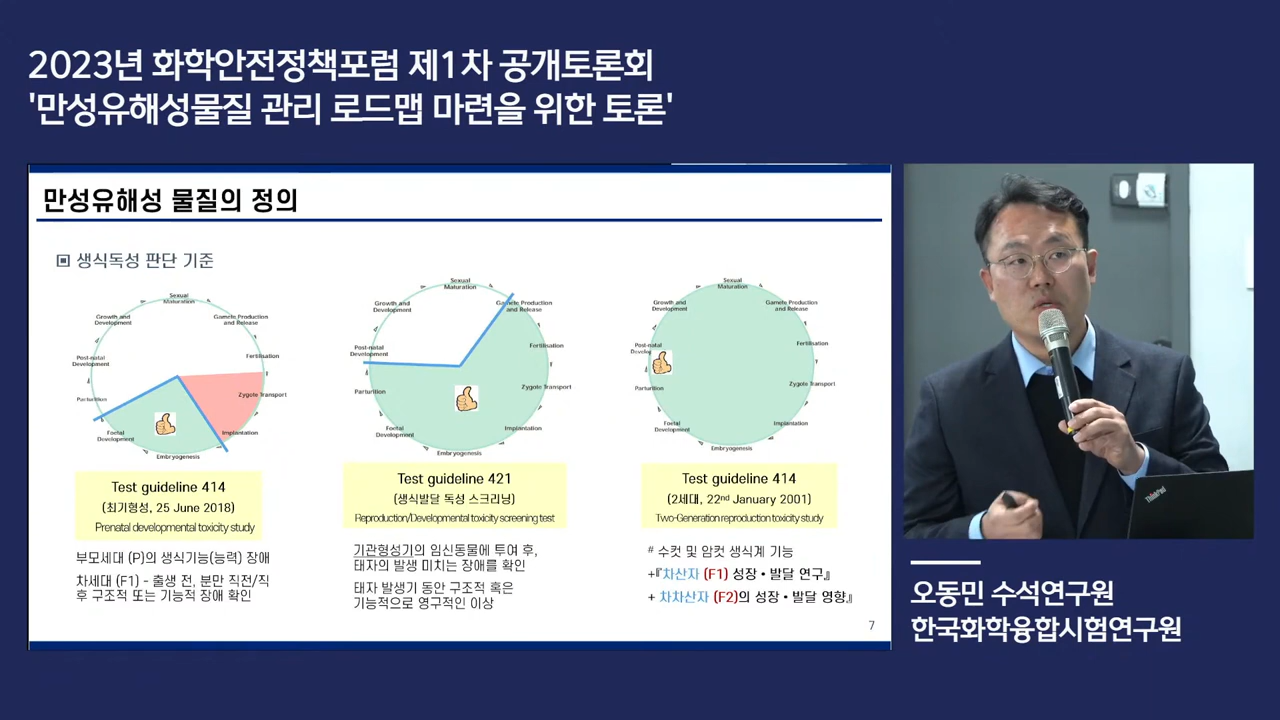 2023년 화학안전정책포럼 제1차 공개토론회
'만성유해성물질 관리 로드맵 마련을 위한 토론'
만성유해성 물질의 정의
▣ 생식독성 판단 기준
Sexual
Maturation
Gamete Production
and Release
Fertilisation
Zygote Transport
Implantation
Embryogenesis
Foetal
Development
Parturition
Post-natal
Development
Growth and
Development
Test guideline 414
(최기형성, 25 June 2018)
Prenatal developmental toxicity study
부모세대 (P)의 생식기능(능력) 장애
차세대 (F1) - 출생 전, 분만 직전/직
후 구조적 또는 기능적 장애 확인
Sexual
Maturation
Gamete Production
and Release
Fertilisation
Zygote Transport
Implantation
Embryogenesis
Foetal
Development
Parturition
Post-natal
Development
Growth and
Development
Test guideline 421
(생식발달 독성 스크리닝)
Reproduction/Developmental toxicity screening test
기관형성기의 임신동물에 투여 후,
태자의 발생 미치는 장애를 확인
태자 발생기 동안 구조적 혹은
기능적으로 영구적인 이상
Sexual
Maturation
Gamete Production
and Release
Fertilisation
Zygote Transport
Implantation
Embryogenesis
Foetal
Development
Parturition
Post-natal
Develop
Growth and
Development
Test guideline 414
(2세대, 22nd January 2001)
Two-Generation reproduction toxicity study
# 수컷 및 암컷 생식계 기능
+『차산자 (F1) 성장 • 발달 연구』
+ 차차산자 (F2)의 성장 • 발달 영향』
7
ThinkPad
오동민 수석연구원
한국화학융합시험연구원